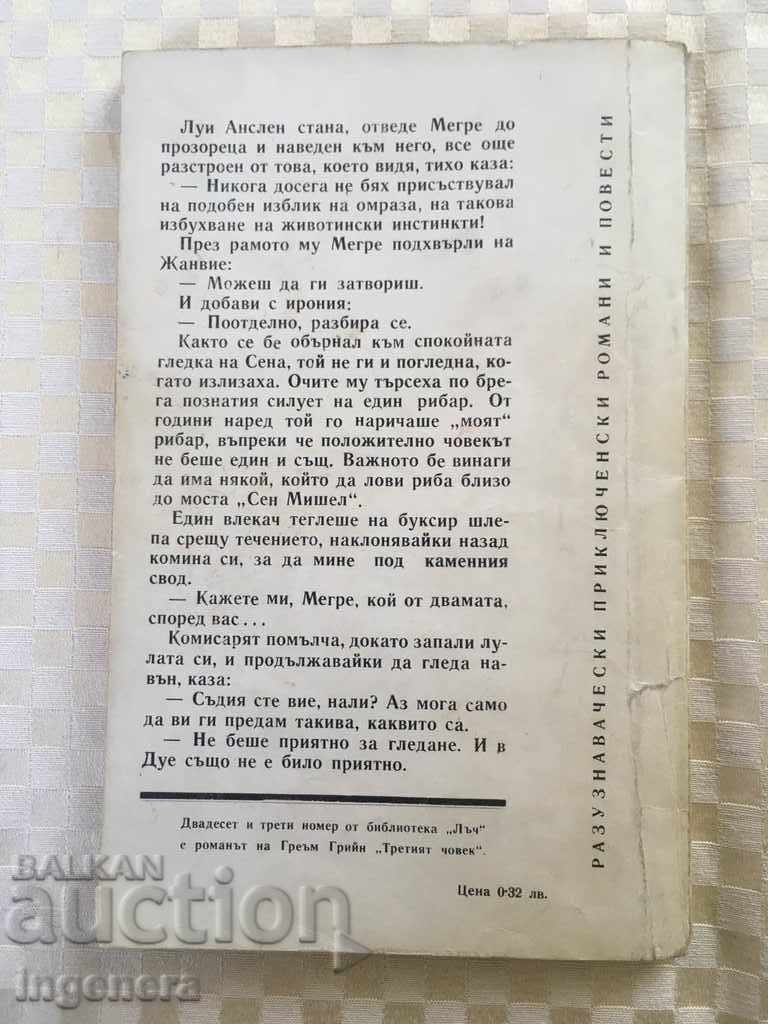 Луи Анслен стана, отведе Мегре до
прозореца и наведен към него, все още
разстроен от това, което видя, тихо каза:
— Никога досега не бях присъствувал
на подобен изблик на омраза, на такова
избухване на животински инстинкти!
През рамото му Мегре подхвърли на
Жанвие:
— Можеш да ги затвориш.
И добави с ирония:
— Поотделно, разбира се.
Както се бе обърнал към спокойната
гледка на Сена, той не ги и погледна, ко-
гато излизаха. Очите му търсеха по бре-
га познатия силует на един рибар. От
години наред той го наричаше „моят“
рибар, въпреки че положително човекът
не беше един и същ. Важното бе винаги
да има някой, който да лови риба близо
до моста „Сен Мишел“.
Един влекач теглеше на буксир шле-
па срещу течението, наклонявайки назад
комина си, за да мине под каменния
свод.
— Кажете ми, Мегре, кой от двамата,
според вас...
Комисарят помълча, докато запали лу-
лата си, и продължавайки да гледа на-
вън, каза:
— Съдия сте вие, нали? Аз мога само
да ви ги предам такива, каквито са.
— Не беше приятно за гледане. И в
Дуе също не е било приятно.
Двадесет и трети номер от библиотека „Лъч“
е романът на Греъм Грийн „Третият човек“.
Цена 0·32 лв.
РАЗУЗНАВАЧЕСКИ ПРИКЛЮЧЕНСКИ РОМАНИ И ПОВЕСТИ
BALKAN
auction
ingenera